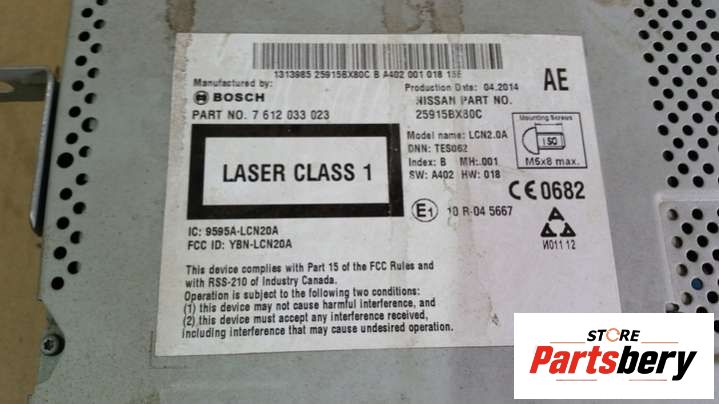 1313985 25915BX80C B A402 001 018 15E
Manufactured by:
BOSCH
PART NO. 7 612 033 023
Production Date: 04.2014
NISSAN PART NO.
25915BX80C
AE
Model name: LCN2.0A
DNN: TES062
Index: B MH:.001
SW: A402 HW: 018
Mounting Screws
ISO
M5x8 max.
LASER CLASS 1
CE0682
E1 10 R-04 5667
И011 12
IC: 9595A-LCN20A
FCC ID: YBN-LCN20A
This device complies with Part 15 of the FCC Rules and
with RSS-210 of Industry Canada.
Operation is subject to the following two conditions:
(1) this device may not cause harmful interference, and
(2) this device must accept any interference received,
including interference that may cause undesired operation.
STORE
Partsbery